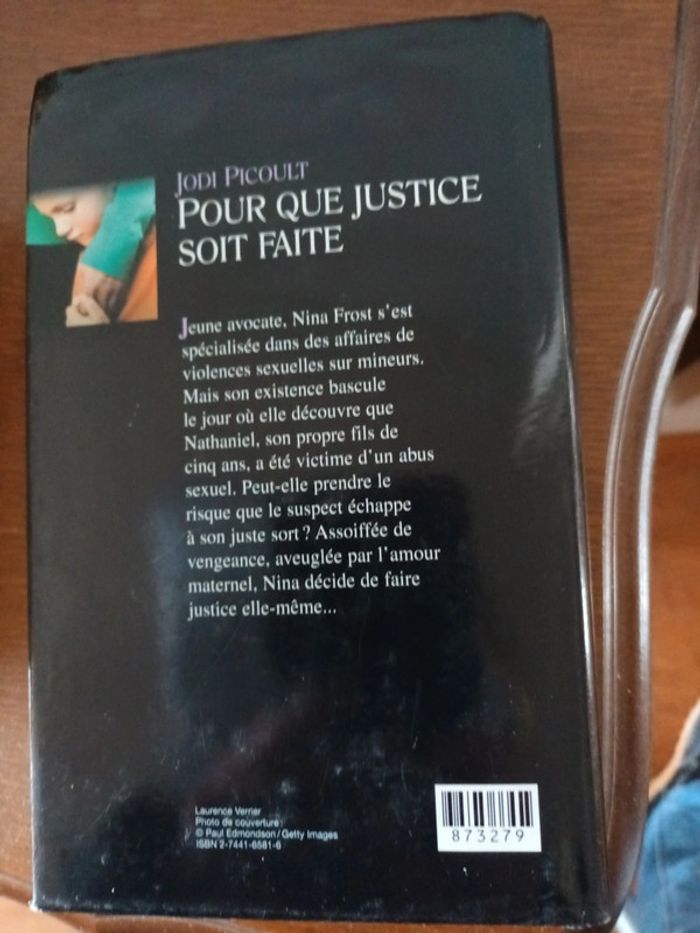 JODI PICOULT
POUR QUE JUSTICE
SOIT FAITE
Jeune avocate, Nina Frost s'est
spécialisée dans des affaires de
violences sexuelles sur mineurs.
Mais son existence bascule
le jour où elle découvre que
Nathaniel, son propre fils de
cinq ans, a été victime d'un abus
sexuel. Peut-elle prendre le
risque que le suspect échappe
à son juste sort ? Assoiffée de
vengeance, aveuglée par l'amour
maternel, Nina décide de faire
justice elle-même...
Laurence Verrier
Photo de couverture :
© Paul Edmondson / Getty Images
ISBN 2-7441-6581-6
873279